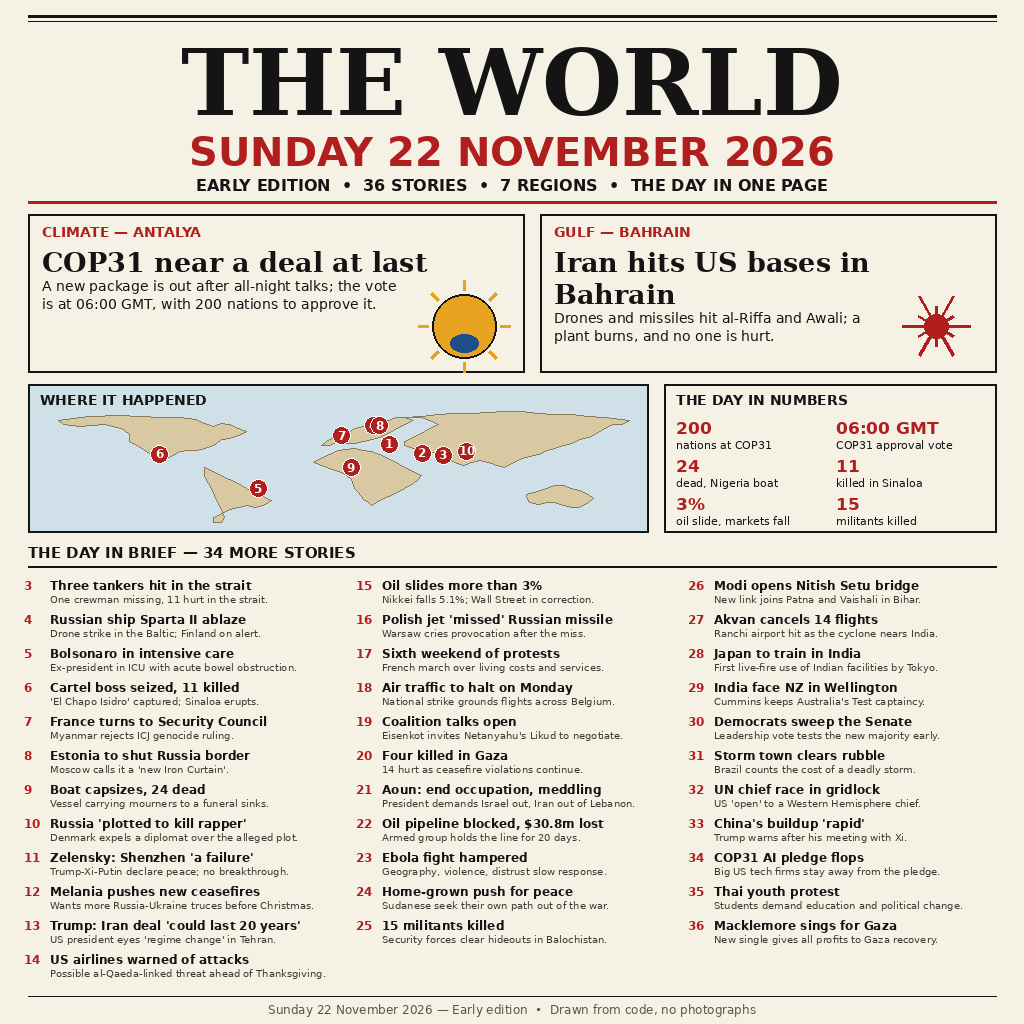 THE WORLD
SUNDAY 22 NOVEMBER 2026
EARLY EDITION • 36 STORIES • 7 REGIONS • THE DAY IN ONE PAGE
CLIMATE — ANTALYA
COP31 near a deal at last
A new package is out after all-night talks; the vote
is at 06:00 GMT, with 200 nations to approve it.
GULF — BAHRAIN
Iran hits US bases in
Bahrain
Drones and missiles hit al-Riffa and Awali; a
plant burns, and no one is hurt.
WHERE IT HAPPENED
7
8
1
6
2
3
10
9
5
THE DAY IN NUMBERS
200
nations at COP31
06:00 GMT
COP31 approval vote
24
dead, Nigeria boat
11
killed in Sinaloa
3%
oil slide, markets fall
15
militants killed
THE DAY IN BRIEF — 34 MORE STORIES
3 Three tankers hit in the strait
One crewman missing, 11 hurt in the strait.
4 Russian ship Sparta II ablaze
Drone strike in the Baltic; Finland on alert.
5 Bolsonaro in intensive care
Ex-president in ICU with acute bowel obstruction.
6 Cartel boss seized, 11 killed
'El Chapo Isidro' captured; Sinaloa erupts.
7 France turns to Security Council
Myanmar rejects ICJ genocide ruling.
8 Estonia to shut Russia border
Moscow calls it a 'new Iron Curtain'.
9 Boat capsizes, 24 dead
Vessel carrying mourners to a funeral sinks.
10 Russia 'plotted to kill rapper'
Denmark expels a diplomat over the alleged plot.
11 Zelensky: Shenzhen 'a failure'
Trump-Xi-Putin declare peace; no breakthrough.
12 Melania pushes new ceasefires
Wants more Russia-Ukraine truces before Christmas.
13 Trump: Iran deal 'could last 20 years'
US president eyes 'regime change' in Tehran.
14 US airlines warned of attacks
Possible al-Qaeda-linked threat ahead of Thanksgiving.
15 Oil slides more than 3%
Nikkei falls 5.1%; Wall Street in correction.
16 Polish jet 'missed' Russian missile
Warsaw cries provocation after the miss.
17 Sixth weekend of protests
French march over living costs and services.
18 Air traffic to halt on Monday
National strike grounds flights across Belgium.
19 Coalition talks open
Eisenkot invites Netanyahu's Likud to negotiate.
20 Four killed in Gaza
14 hurt as ceasefire violations continue.
21 Aoun: end occupation, meddling
President demands Israel out, Iran out of Lebanon.
22 Oil pipeline blocked, $30.8m lost
Armed group holds the line for 20 days.
23 Ebola fight hampered
Geography, violence, distrust slow response.
24 Home-grown push for peace
Sudanese seek their own path out of the war.
25 15 militants killed
Security forces clear hideouts in Balochistan.
26 Modi opens Nitish Setu bridge
New link joins Patna and Vaishali in Bihar.
27 Akvan cancels 14 flights
Ranchi airport hit as the cyclone nears India.
28 Japan to train in India
First live-fire use of Indian facilities by Tokyo.
29 India face NZ in Wellington
Cummins keeps Australia's Test captaincy.
30 Democrats sweep the Senate
Leadership vote tests the new majority early.
31 Storm town clears rubble
Brazil counts the cost of a deadly storm.
32 UN chief race in gridlock
US 'open' to a Western Hemisphere chief.
33 China's buildup 'rapid'
Trump warns after his meeting with Xi.
34 COP31 AI pledge flops
Big US tech firms stay away from the pledge.
35 Thai youth protest
Students demand education and political change.
36 Macklemore sings for Gaza
New single gives all profits to Gaza recovery.
Sunday 22 November 2026 — Early edition • Drawn from code, no photographs